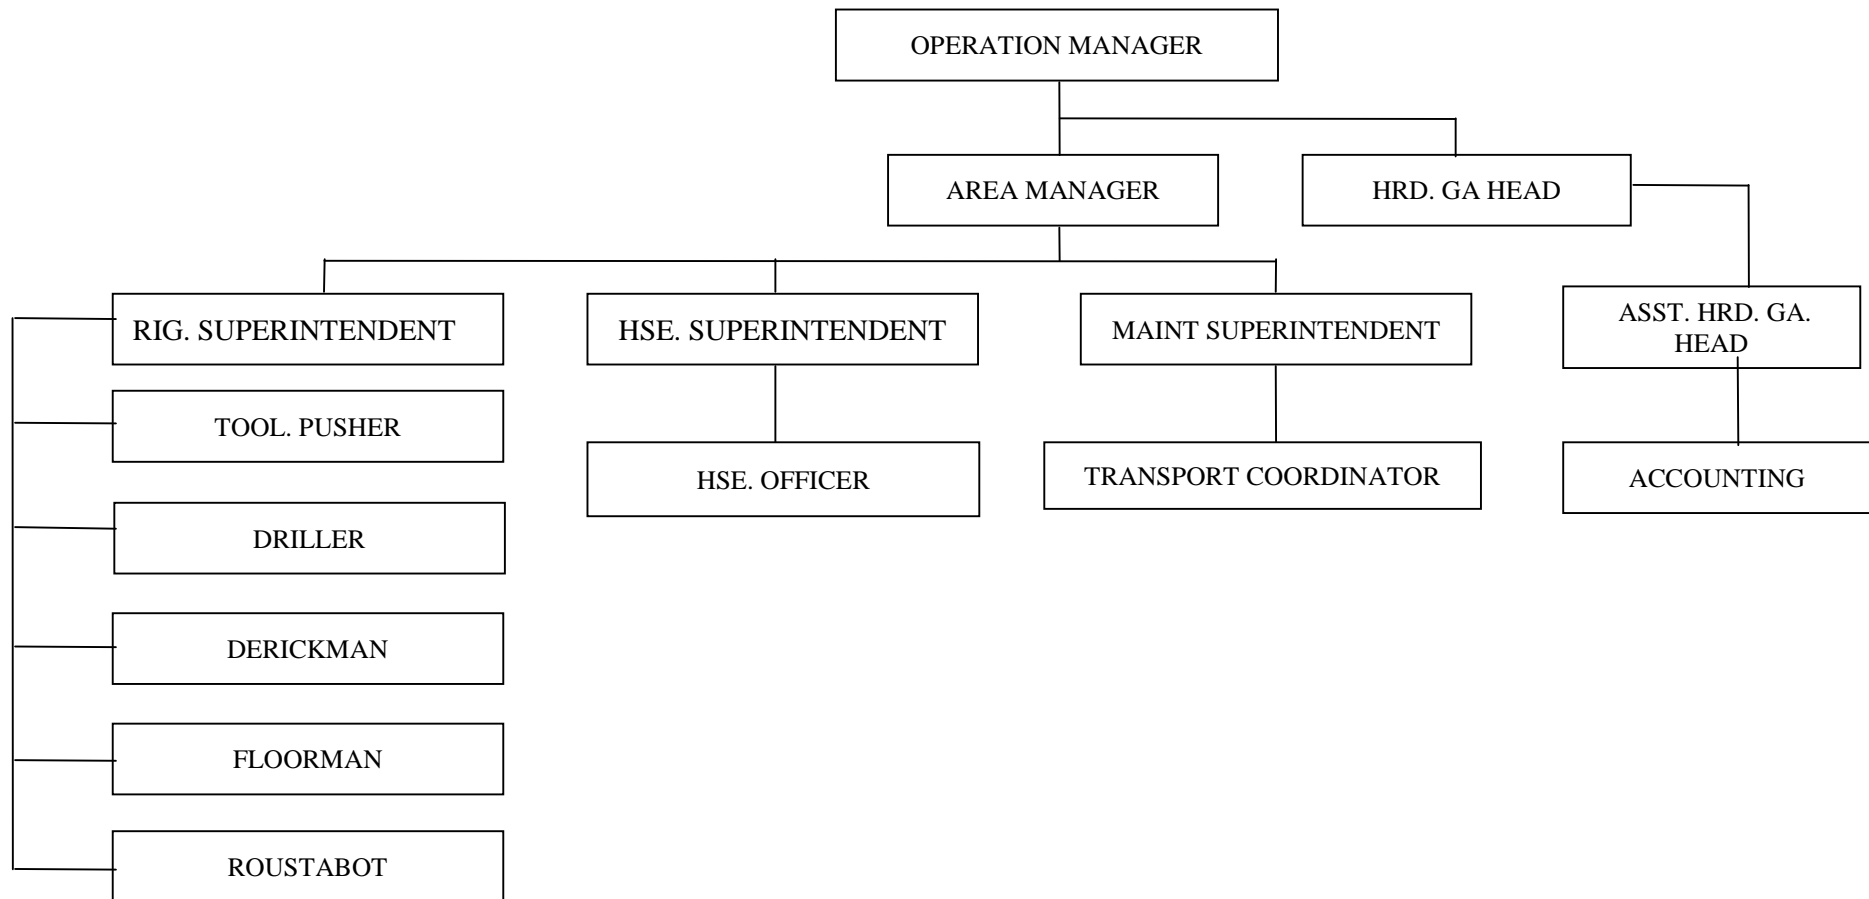 OPERATION MANAGER
AREA MANAGER
HRD. GA HEAD
RIG. SUPERINTENDENT
HSE. SUPERINTENDENT
MAINT SUPERINTENDENT
ASST. HRD. GA.
HEAD
TOOL. PUSHER
HSE. OFFICER
TRANSPORT COORDINATOR
ACCOUNTING
DRILLER
DERICKMAN
FLOORMAN
ROUSTABOT